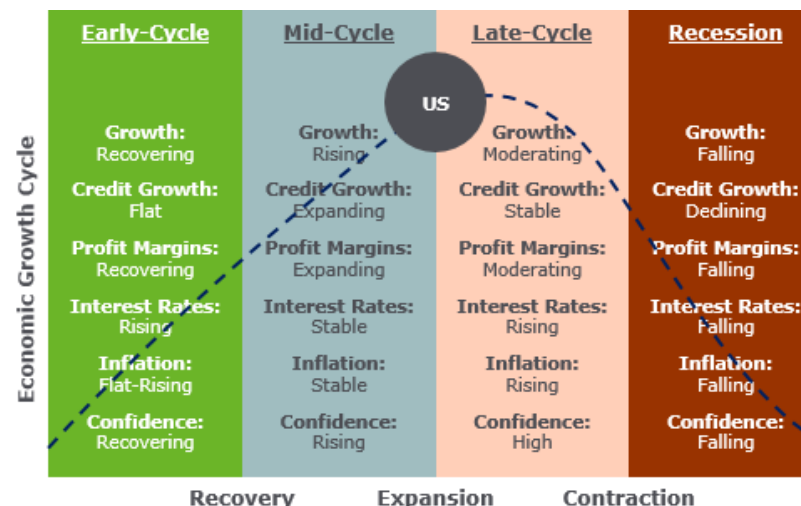 Early-Cycle
Mid-Cycle
Late-Cycle
Recession
US
Economic Growth Cycle
Growth:
Recovering
Credit Growth:
Flat
Profit Margins:
Recovering
Interest Rates:
Rising
Inflation:
Flat-Rising
Confidence:
Recovering
Growth:
Rising
Credit Growth:
Expanding
Profit Margins:
Expanding
Interest Rates:
Stable
Inflation:
Stable
Confidence:
Rising
Growth:
Moderating
Credit Growth:
Stable
Profit Margins:
Moderating
Interest Rates:
Rising
Inflation:
Rising
Confidence:
High
Growth:
Falling
Credit Growth:
Declining
Profit Margins:
Falling
Interest Rates:
Falling
Inflation:
Falling
Confidence:
Falling
Recovery
Expansion
Contraction